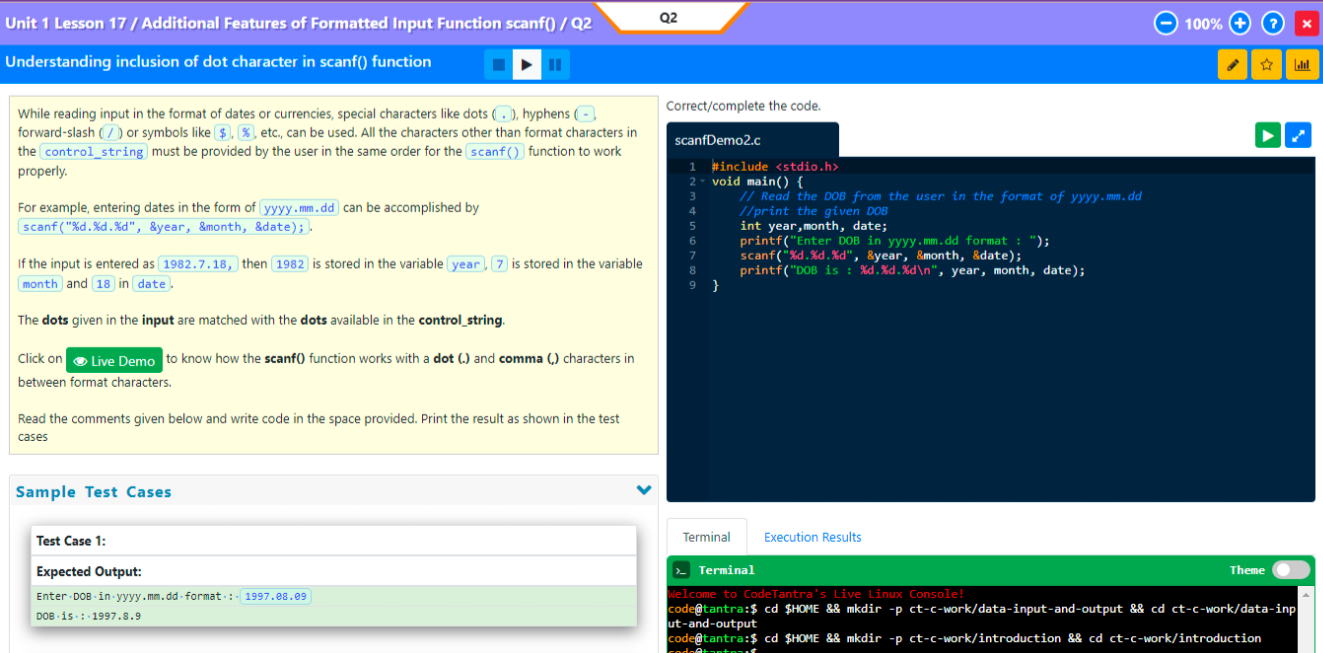 Unit 1 Lesson 17 / Additional Features of Formatted Input Function scanf() / Q2
Q2
100%
?
Understanding inclusion of dot character in scanf() function
While reading input in the format of dates or currencies, special characters like dots ( . ), hyphens ( - ,
forward-slash ( / ) or symbols like $ , % , etc., can be used. All the characters other than format characters in
the control_string must be provided by the user in the same order for the scanf() function to work
properly.
For example, entering dates in the form of yyyy.mm.dd can be accomplished by
scanf("%d.%d.%d", &year, &month, &date); .
If the input is entered as 1982.7.18, then 1982 is stored in the variable year , 7 is stored in the variable
month and 18 in date .
The dots given in the input are matched with the dots available in the control_string.
Click on Live Demo to know how the scanf() function works with a dot (.) and comma (,) characters in
between format characters.
Read the comments given below and write code in the space provided. Print the result as shown in the test
cases
Sample Test Cases
Test Case 1:
Expected Output:
Enter·DOB·in·yyyy.mm.dd·format·:· 1997.08.09
DOB·is·:·1997.8.9
Correct/complete the code.
scanfDemo2.c
1 #include <stdio.h>
2 void main() {
3 // Read the DOB from the user in the format of yyyy.mm.dd
4 //print the given DOB
5 int year,month, date;
6 printf("Enter DOB in yyyy.mm.dd format : ");
7 scanf("%d.%d.%d", &year, &month, &date);
8 printf("DOB is : %d.%d.%d\n", year, month, date);
9 }
Terminal Execution Results
>_ Terminal Theme
Welcome to CodeTantra's Live Linux Console!
code@tantra:$ cd $HOME && mkdir -p ct-c-work/data-input-and-output && cd ct-c-work/data-inp
ut-and-output
code@tantra:$ cd $HOME && mkdir -p ct-c-work/introduction && cd ct-c-work/introduction
code@tantra:$